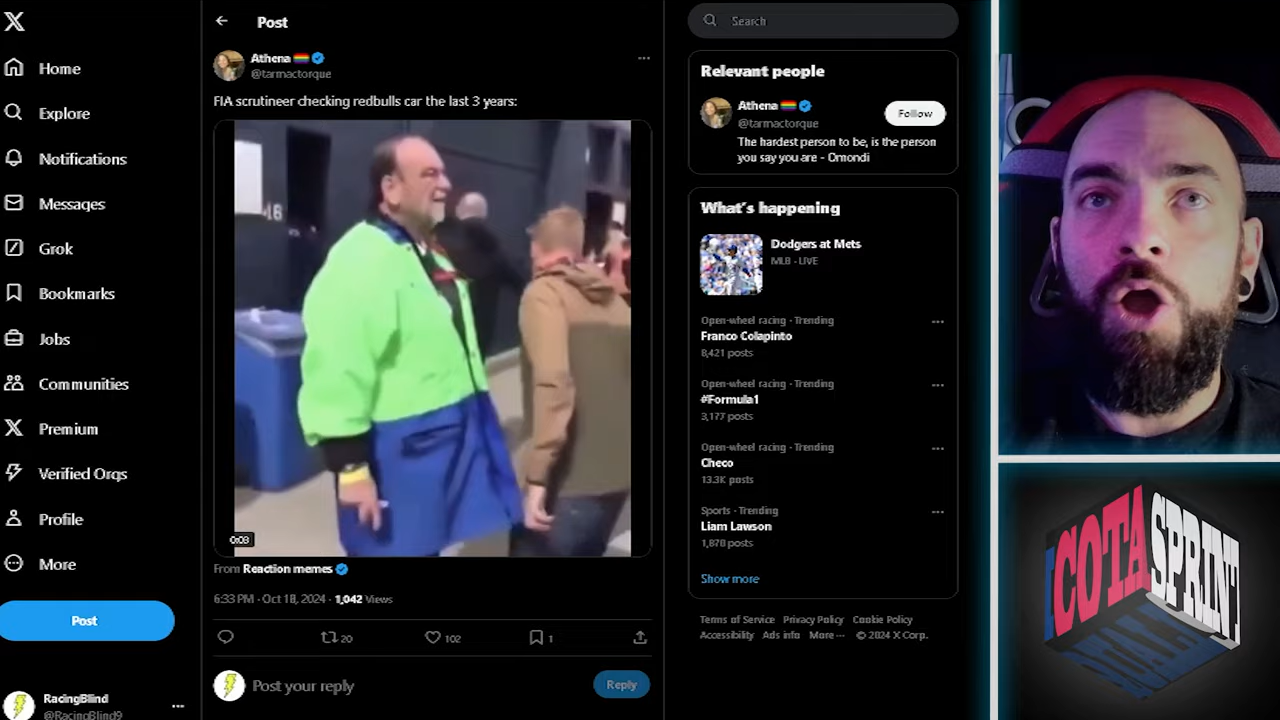 Home
Explore
Notifications
Messages
Grok
Bookmarks
Jobs
Communities
Premium
Verified Orgs
Profile
More
Post
RacingBlind
@RacingBlind9
Post
Athena
@tarmactorque
FIA scrutineer checking redbulls car the last 3 years:
16
0:03
From Reaction memes
6:33 PM · Oct 18, 2024 · 1,042 Views
20
102
1
Post your reply
Reply
Search
Relevant people
Athena
@tarmactorque
Follow
The hardest person to be, is the person
you say you are - Omondi
What's happening
Dodgers at Mets
MLB · LIVE
Open-wheel racing · Trending
Franco Colapinto
8,421 posts
Open-wheel racing · Trending
#Formula1
3,177 posts
Open-wheel racing · Trending
Checo
13.3K posts
Sports · Trending
Liam Lawson
1,878 posts
Show more
Terms of Service Privacy Policy Cookie Policy
Accessibility Ads info More ··· © 2024 X Corp.
COTA
SPRINT